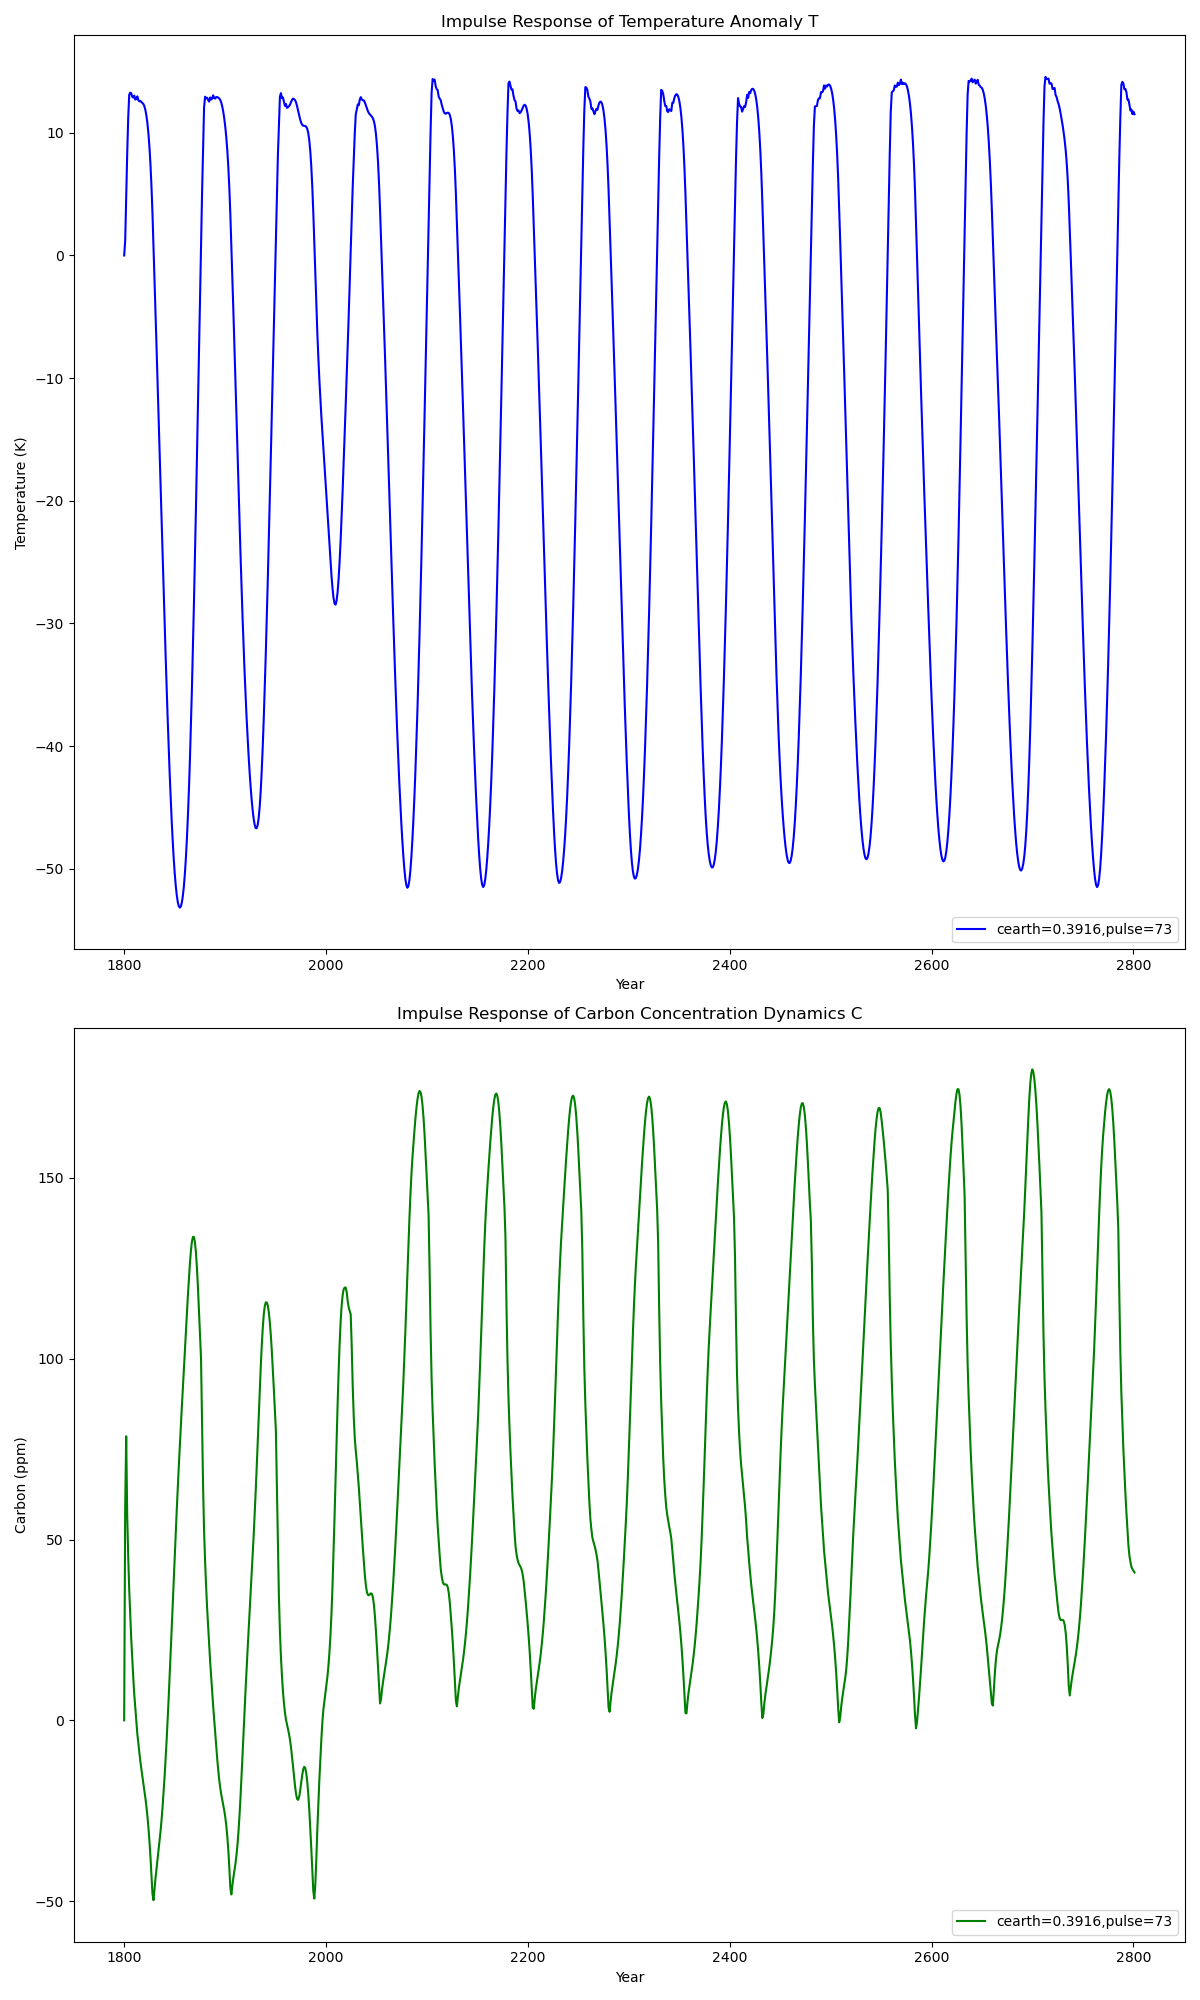 Impulse Response of Temperature Anomaly T
10
0
−10
−20
−30
−40
−50
Temperature (K)
cearth=0.3916,pulse=73
1800 2000 2200 2400 2600 2800
Year
Impulse Response of Carbon Concentration Dynamics C
150
100
50
0
−50
Carbon (ppm)
cearth=0.3916,pulse=73
1800 2000 2200 2400 2600 2800
Year